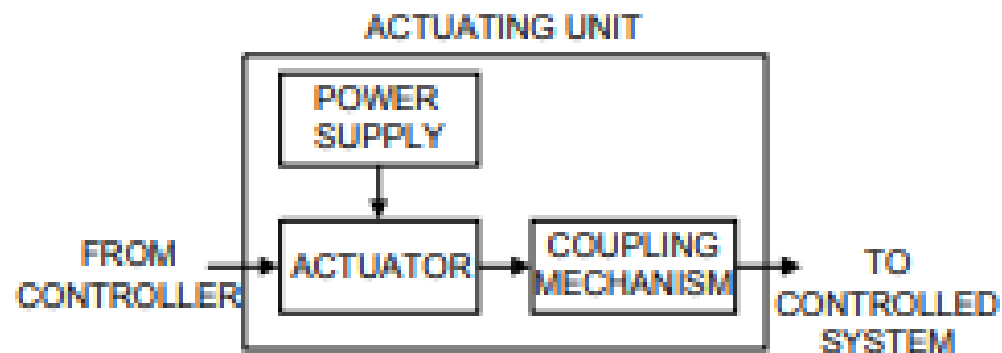 ACTUATING UNIT
POWER
SUPPLY
FROM
CONTROLLER
ACTUATOR
COUPLING
MECHANISM
TO
CONTROLLED
SYSTEM